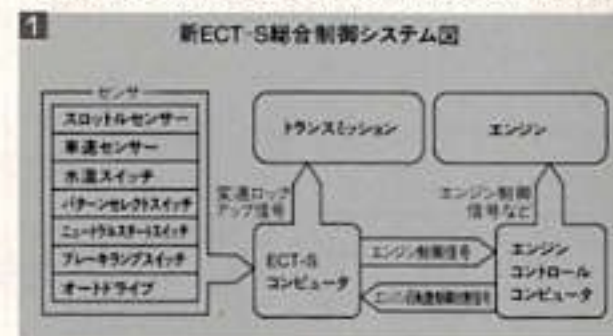 1
新ECT-S総合制御システム図
センサ
スロットルセンサー
車速センサー
水温スイッチ
パターンセレクトスイッチ
ニュートラルスタートスイッチ
ブレーキランプスイッチ
オートドライブ
トランスミッション
エンジン
変速ロック
アップ信号
エンジン制御
信号など
ECT-S
コンピュータ
エンジン制御信号
エンジン
コントロール
コンピュータ